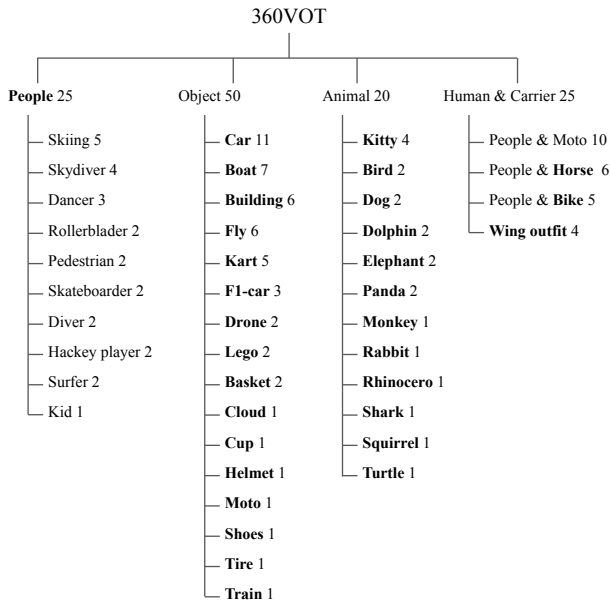 360VOT
People 25
Skiing 5
Skydiver 4
Dancer 3
Rollerblader 2
Pedestrian 2
Skateboarder 2
Diver 2
Hackey player 2
Surfer 2
Kid 1
Object 50
Car 11
Boat 7
Building 6
Fly 6
Kart 5
F1-car 3
Drone 2
Lego 2
Basket 2
Cloud 1
Cup 1
Helmet 1
Moto 1
Shoes 1
Tire 1
Train 1
Animal 20
Kitty 4
Bird 2
Dog 2
Dolphin 2
Elephant 2
Panda 2
Monkey 1
Rabbit 1
Rhinocero 1
Shark 1
Squirrel 1
Turtle 1
Human & Carrier 25
People & Moto 10
People & Horse 6
People & Bike 5
Wing outfit 4